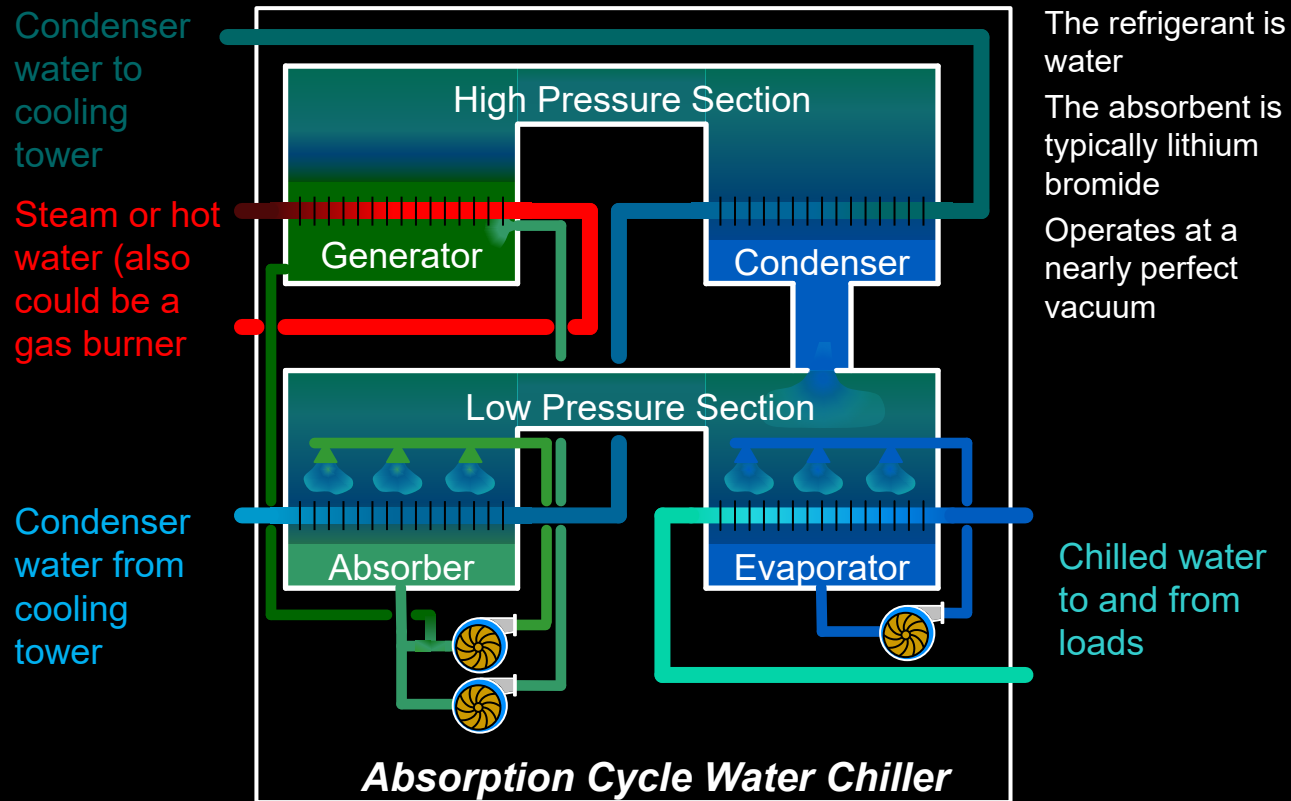 Condenser
water to
cooling
tower
Steam or hot
water (also
could be a
gas burner
Condenser
water from
cooling
tower
High Pressure Section
Generator
Condenser
Low Pressure Section
Absorber
Evaporator
Absorption Cycle Water Chiller
The refrigerant is
water
The absorbent is
typically lithium
bromide
Operates at a
nearly perfect
vacuum
Chilled water
to and from
loads